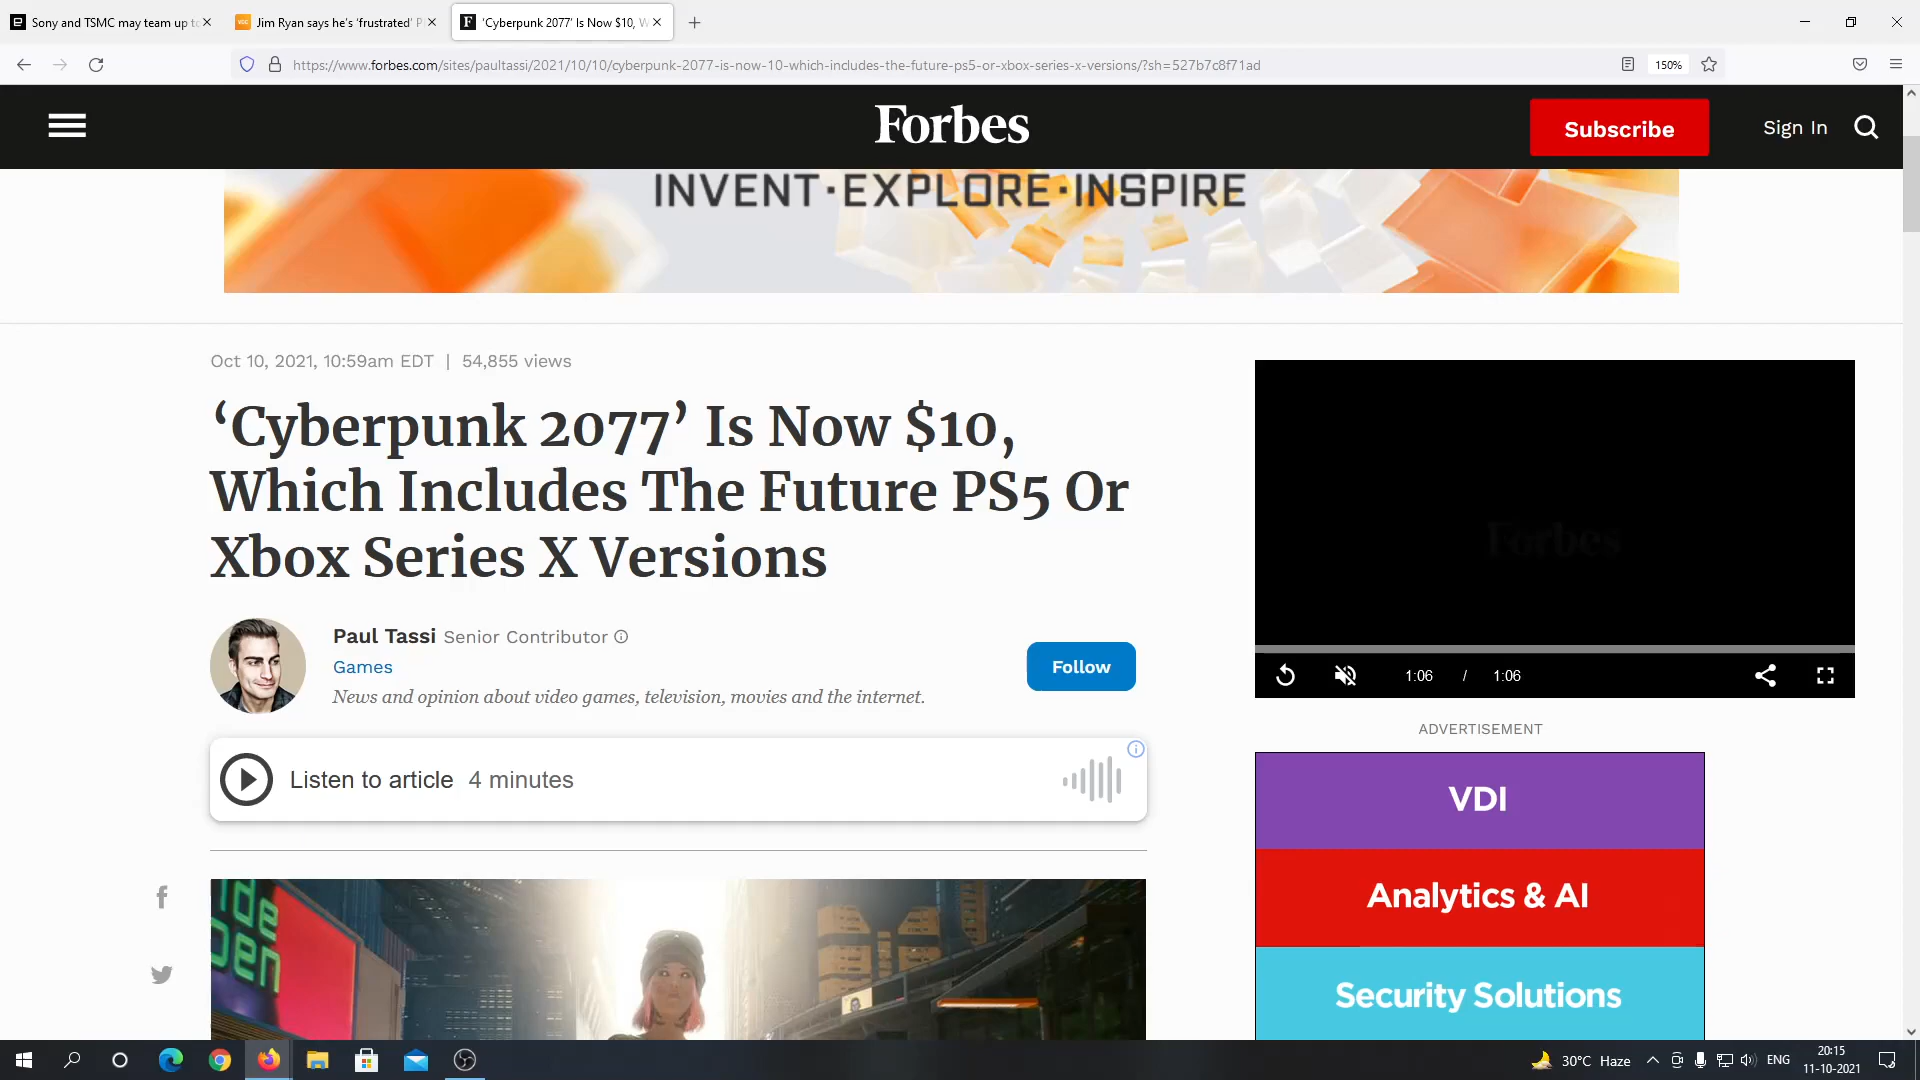 Sony and TSMC may team up to
Jim Ryan says he's 'frustrated' P
'Cyberpunk 2077' Is Now $10, W
https://www.forbes.com/sites/paultassi/2021/10/10/cyberpunk-2077-is-now-10-which-includes-the-future-ps5-or-xbox-series-x-versions/?sh=527b7c8f71ad
150%
Forbes
Subscribe
Sign In
INVENT·EXPLORE·INSPIRE
Oct 10, 2021, 10:59am EDT | 54,855 views
‘Cyberpunk 2077’ Is Now $10,
Which Includes The Future PS5 Or
Xbox Series X Versions
Paul Tassi Senior Contributor
Games
News and opinion about video games, television, movies and the internet.
Follow
Listen to article 4 minutes
Forbes
1:06 / 1:06
ADVERTISEMENT
VDI
Analytics & AI
Security Solutions
30°C Haze
ENG
20:15
11-10-2021